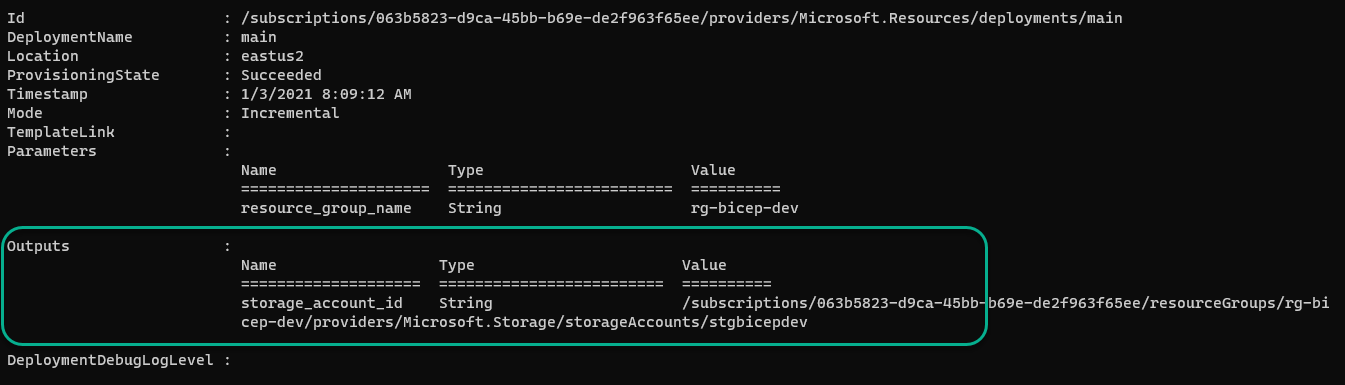 Id                      : /subscriptions/063b5823-d9ca-45bb-b69e-de2f963f65ee/providers/Microsoft.Resources/deployments/main
DeploymentName          : main
Location                : eastus2
ProvisioningState       : Succeeded
Timestamp               : 1/3/2021 8:09:12 AM
Mode                    : Incremental
TemplateLink            :
Parameters              :
                          Name                   Type                       Value
                          =====================  =========================  ==========
                          resource_group_name    String                     rg-bicep-dev
Outputs                 :
                          Name                  Type                       Value
                          ====================  =========================  ==========
                          storage_account_id    String                     /subscriptions/063b5823-d9ca-45bb-b69e-de2f963f65ee/resourceGroups/rg-bi
                          cep-dev/providers/Microsoft.Storage/storageAccounts/stgbicepdev
DeploymentDebugLogLevel :